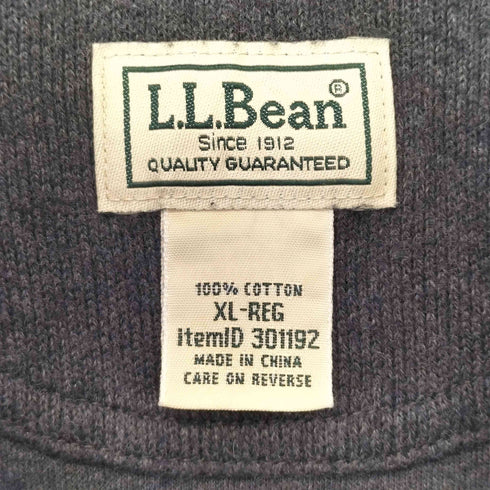 L.L.Bean®
Since 1912
QUALITY GUARANTEED
100% COTTON
XL-REG
ItemID 301192
MADE IN CHINA
CARE ON REVERSE